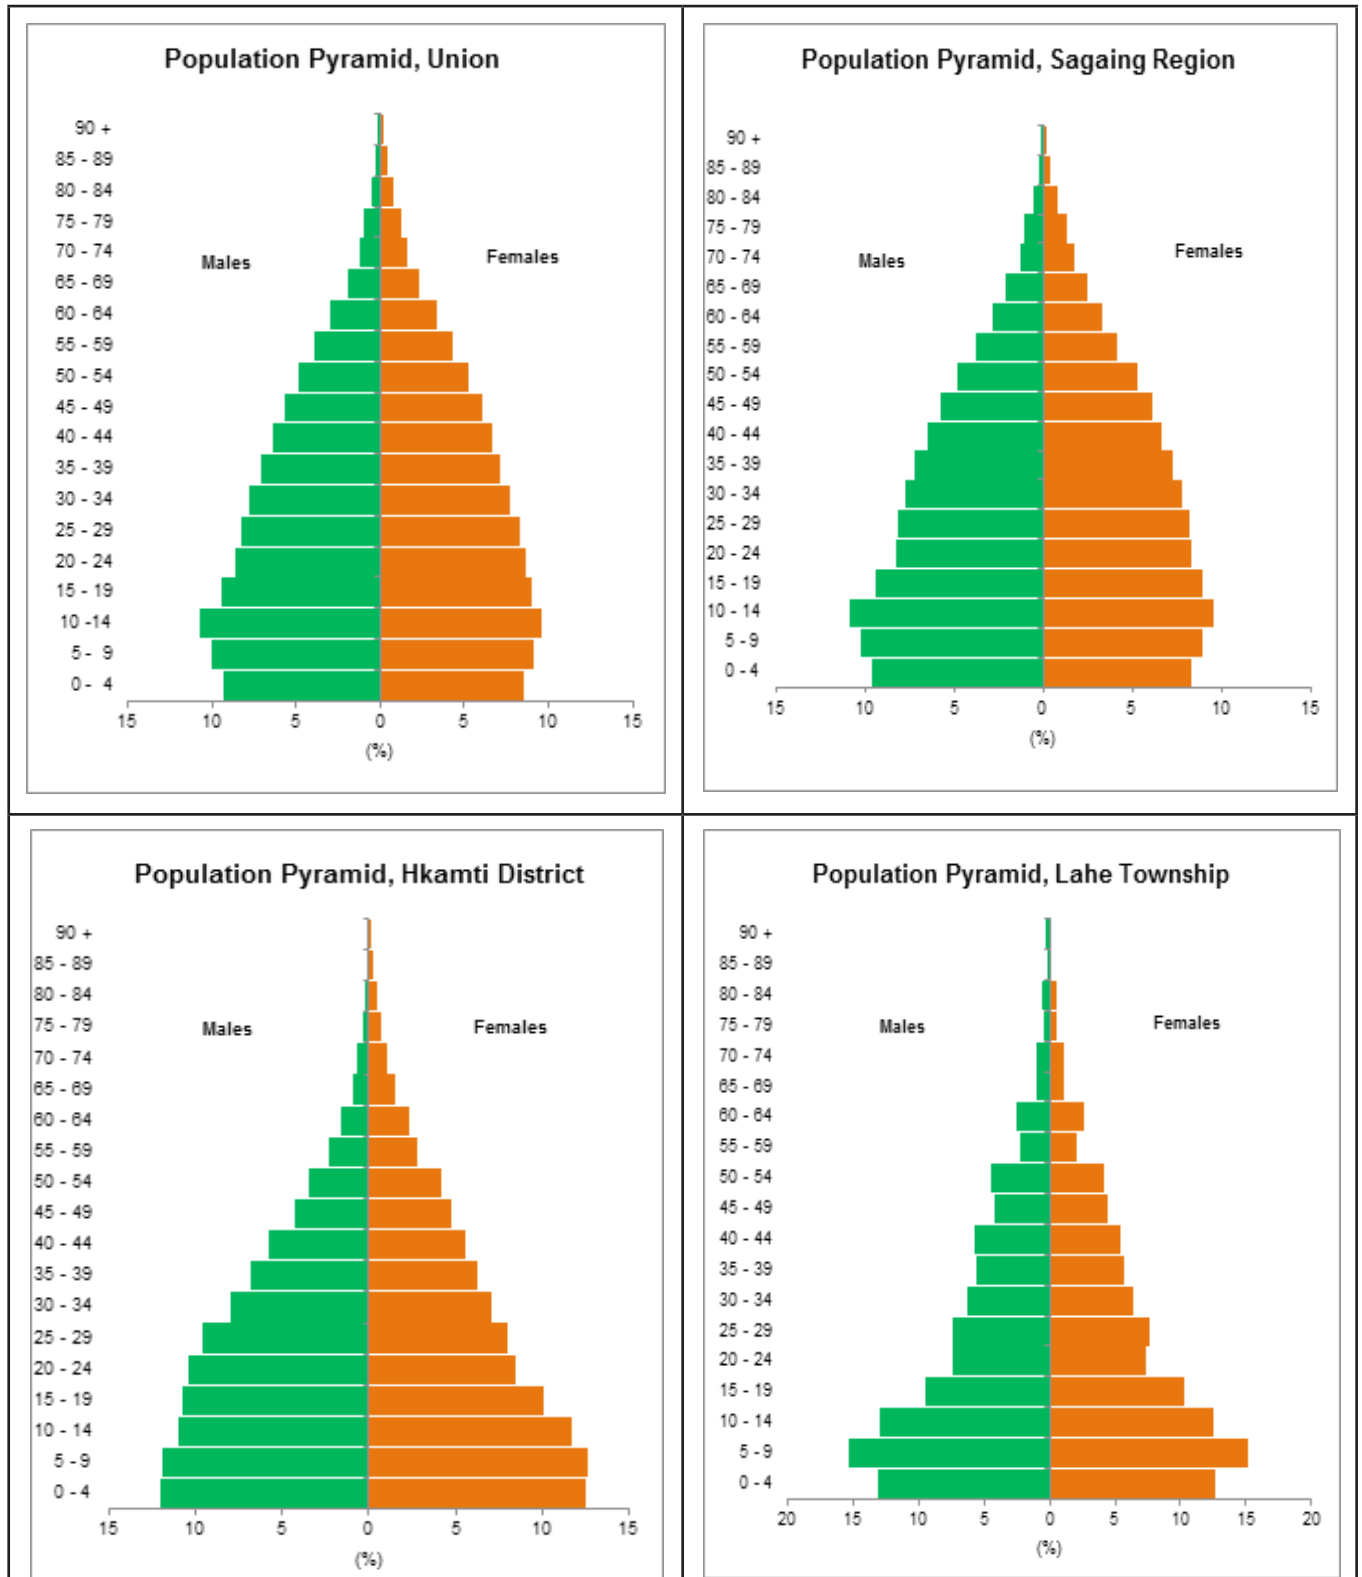 Population Pyramid, Union
90 +
85 - 89
80 - 84
75 - 79
70 - 74
Males
Females
65 - 69
60 - 64
55 - 59
50 - 54
45 - 49
40 - 44
35 - 39
30 - 34
25 - 29
20 - 24
15 - 19
10 -14
5 - 9
0 - 4
15 10 5 0 5 10 15
(%)
Population Pyramid, Sagaing Region
90 +
85 - 89
80 - 84
75 - 79
70 - 74
Males
Females
65 - 69
60 - 64
55 - 59
50 - 54
45 - 49
40 - 44
35 - 39
30 - 34
25 - 29
20 - 24
15 - 19
10 - 14
5 - 9
0 - 4
15 10 5 0 5 10 15
(%)
Population Pyramid, Hkamti District
90 +
85 - 89
80 - 84
75 - 79
Males
Females
70 - 74
65 - 69
60 - 64
55 - 59
50 - 54
45 - 49
40 - 44
35 - 39
30 - 34
25 - 29
20 - 24
15 - 19
10 - 14
5 - 9
0 - 4
15 10 5 0 5 10 15
(%)
Population Pyramid, Lahe Township
90 +
85 - 89
80 - 84
75 - 79
Males
Females
70 - 74
65 - 69
60 - 64
55 - 59
50 - 54
45 - 49
40 - 44
35 - 39
30 - 34
25 - 29
20 - 24
15 - 19
10 - 14
5 - 9
0 - 4
20 15 10 5 0 5 10 15 20
(%)